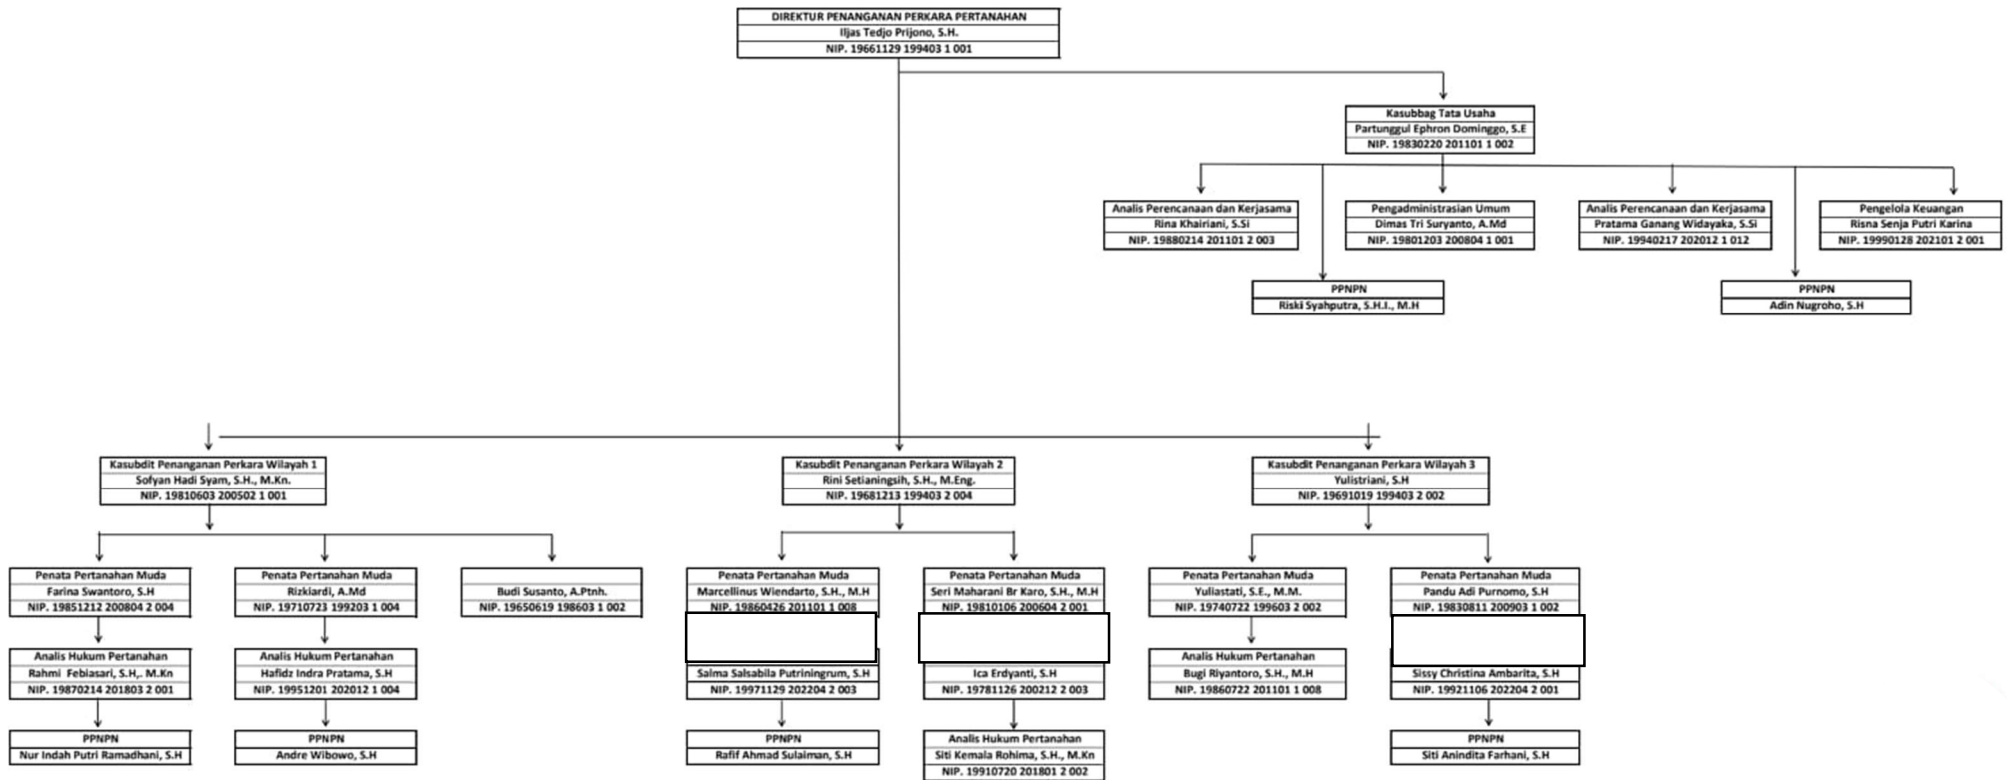 DIREKTUR PENANGANAN PERKARA PERTANAHAN
Iljas Tedjo Prijono, S.H.
NIP. 19661129 199403 1 001
Kasubbag Tata Usaha
Partunggul Ephron Dominggo, S.E
NIP. 19830220 201101 1 002
Analis Perencanaan dan Kerjasama
Rina Khairiani, S.Si
NIP. 19880214 201101 2 003
Pengadministrasian Umum
Dimas Tri Suryanto, A.Md
NIP. 19801203 200804 1 001
Analis Perencanaan dan Kerjasama
Pratama Ganang Widayaka, S.Si
NIP. 19940217 202012 1 012
Pengelola Keuangan
Risna Senja Putri Karina
NIP. 19990128 202101 2 001
PPNPN
Riski Syahputra, S.H.I., M.H
PPNPN
Adin Nugroho, S.H
Kasubdit Penanganan Perkara Wilayah 1
Sofyan Hadi Syam, S.H., M.Kn.
NIP. 19810603 200502 1 001
Kasubdit Penanganan Perkara Wilayah 2
Rini Setianingsih, S.H., M.Eng.
NIP. 19681213 199403 2 004
Kasubdit Penanganan Perkara Wilayah 3
Yulistriani, S.H
NIP. 19691019 199403 2 002
Penata Pertanahan Muda
Farina Swantoro, S.H
NIP. 19851212 200804 2 004
Penata Pertanahan Muda
Rizkiardi, A.Md
NIP. 19710723 199203 1 004
Budi Susanto, A.Ptnh.
NIP. 19650619 198603 1 002
Penata Pertanahan Muda
Marcellinus Wiendarto, S.H., M.H
NIP. 19860426 201101 1 008
Penata Pertanahan Muda
Seri Maharani Br Karo, S.H., M.H
NIP. 19810106 200604 2 001
Penata Pertanahan Muda
Yuliastati, S.E., M.M.
NIP. 19740722 199603 2 002
Penata Pertanahan Muda
Pandu Adi Purnomo, S.H
NIP. 19830811 200903 1 002
Analis Hukum Pertanahan
Rahmi  Febiasari, S.H,. M.Kn
NIP. 19870214 201803 2 001
Analis Hukum Pertanahan
Hafidz Indra Pratama, S.H
NIP. 19951201 202012 1 004
Salma Salsabila Putriningrum, S.H
NIP. 19971129 202204 2 003
Ica Erdyanti, S.H
NIP. 19781126 200212 2 003
Analis Hukum Pertanahan
Bugi Riyantoro, S.H., M.H
NIP. 19860722 201101 1 008
Sissy Christina Ambarita, S.H
NIP. 19921106 202204 2 001
PPNPN
Nur Indah Putri Ramadhani, S.H
PPNPN
Andre Wibowo, S.H
PPNPN
Rafif Ahmad Sulaiman, S.H
Analis Hukum Pertanahan
Siti Kemala Rohima, S.H., M.Kn
NIP. 19910720 201801 2 002
PPNPN
Siti Anindita Farhani, S.H